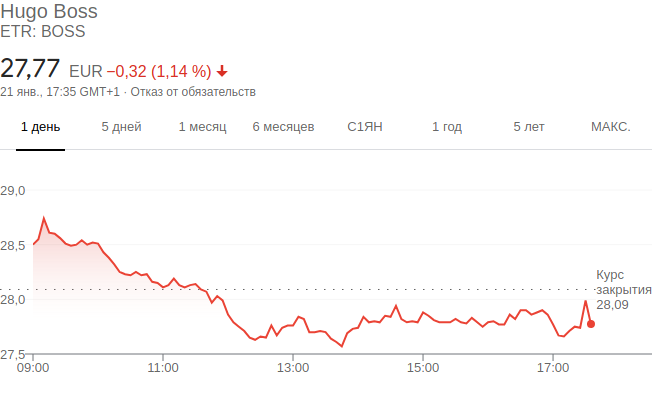 Hugo Boss
ETR: BOSS
27,77 EUR −0,32 (1,14 %) ↓
21 янв., 17:35 GMT+1 · Отказ от обязательств
1 день 5 дней 1 месяц 6 месяцев С1ЯН 1 год 5 лет МАКС.
29,0
28,5
28,0
27,5
Курс
закрытия
28,09
09:00 11:00 13:00 15:00 17:00